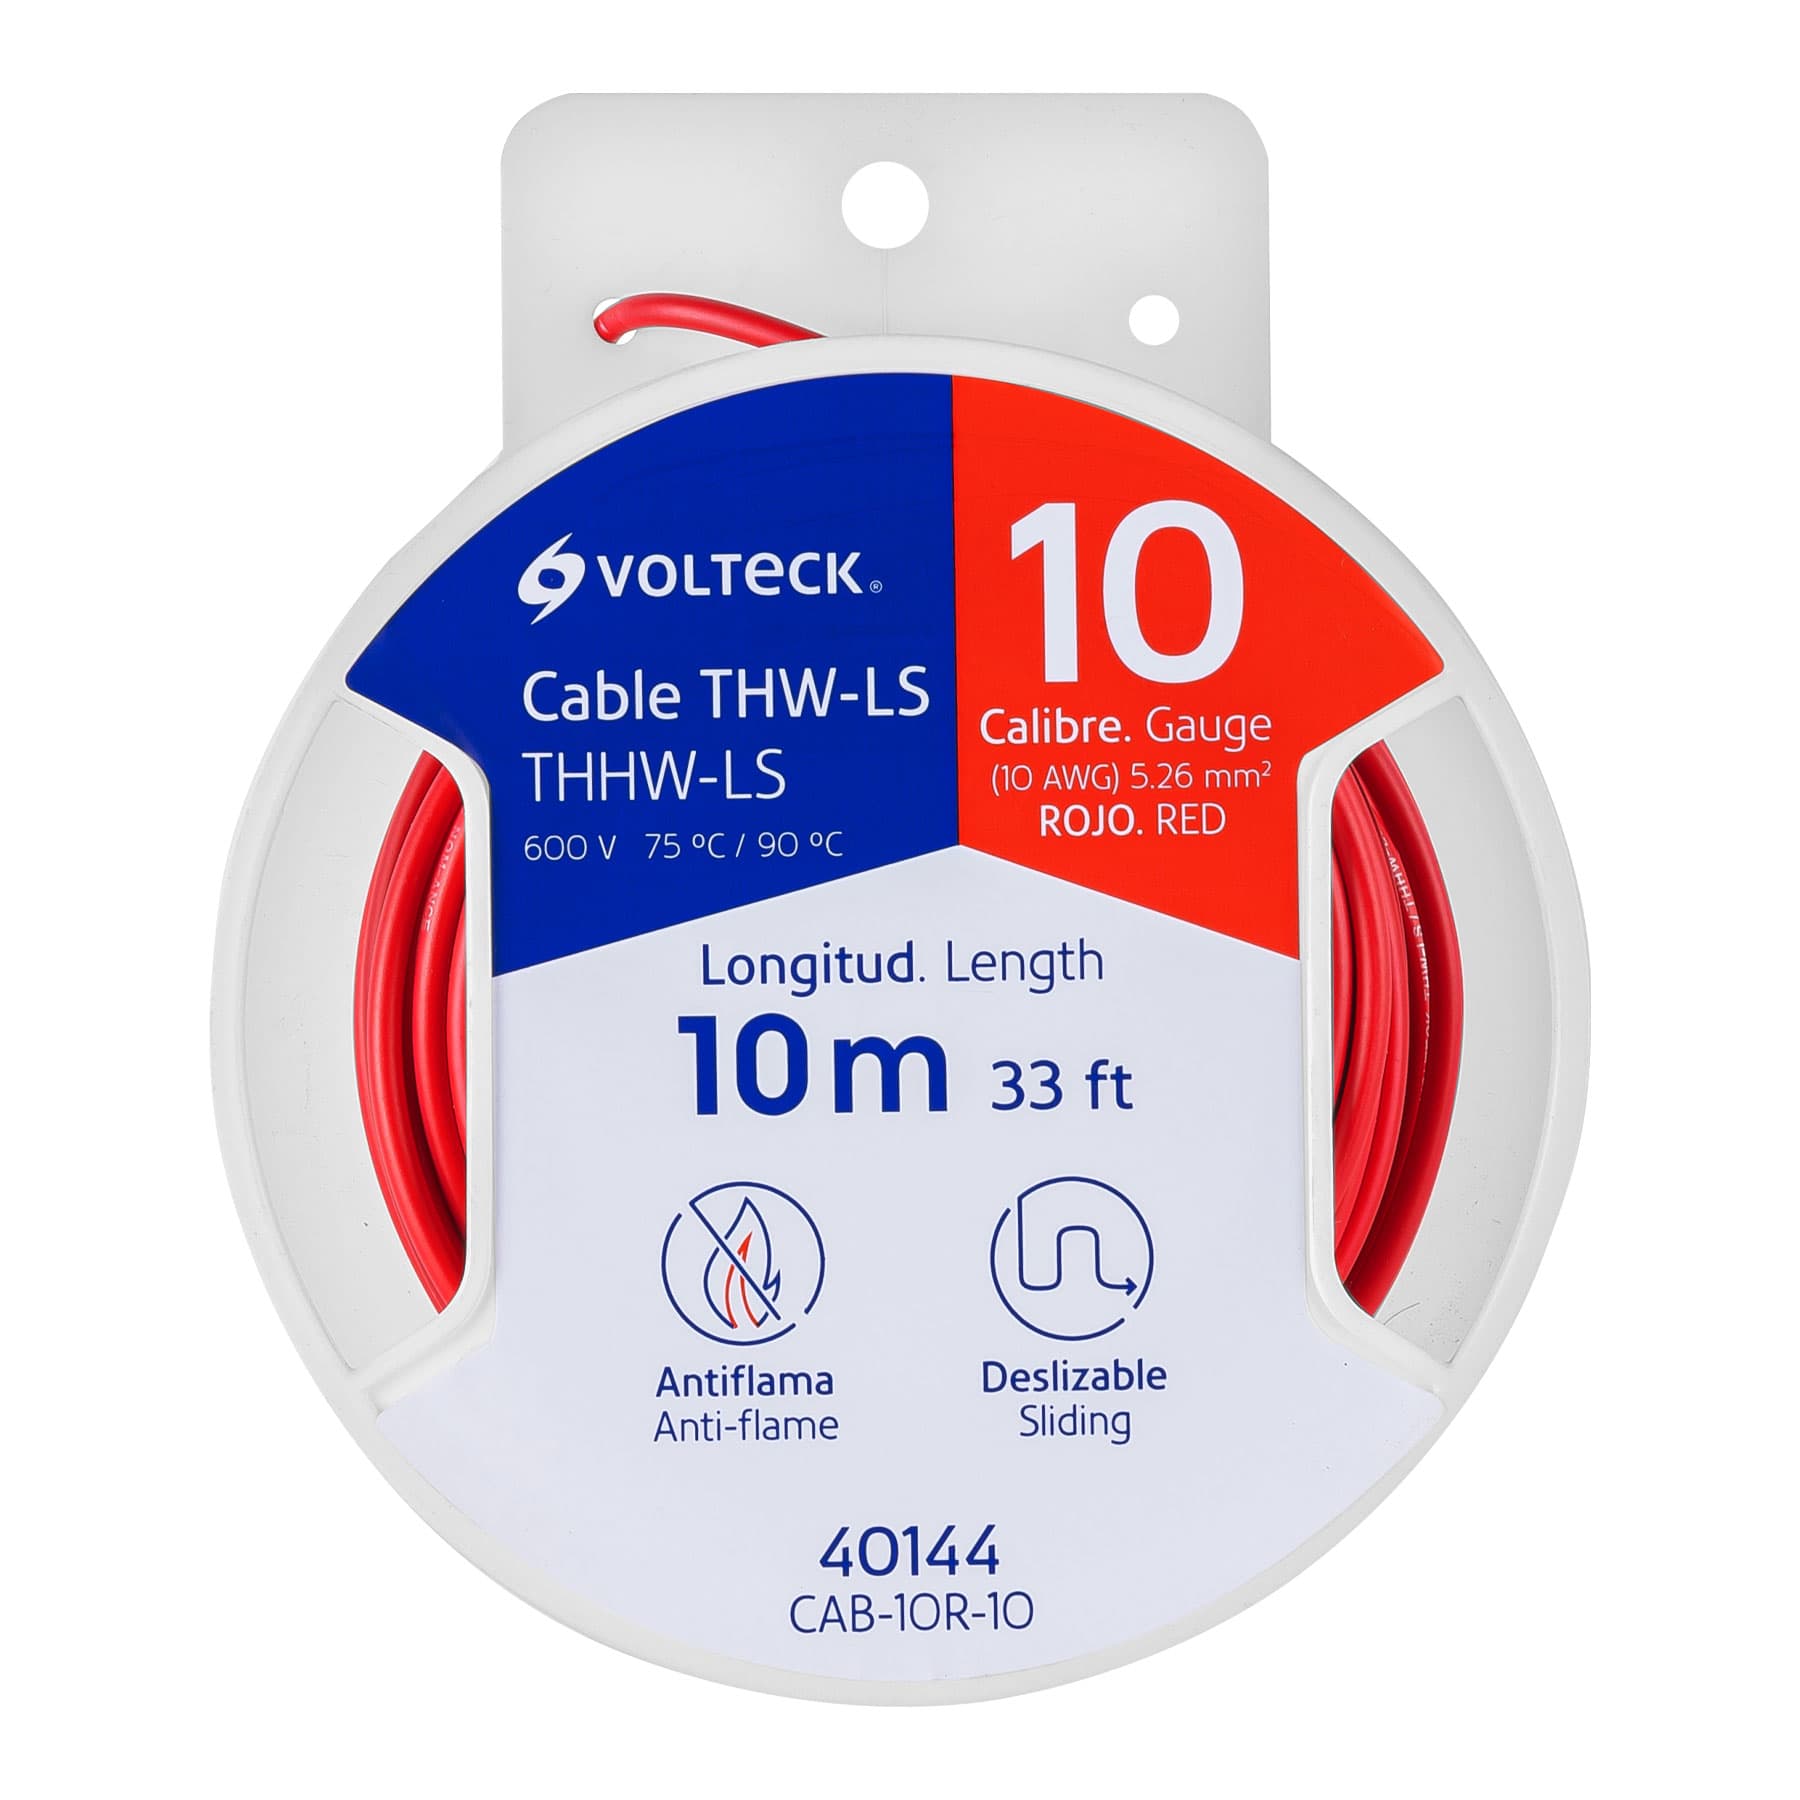 VOLTECK®
Cable THW-LS
THHW-LS
600 V 75 ºC / 90 ºC
10
Calibre. Gauge
(10 AWG) 5.26 mm²
ROJO. RED
Longitud. Length
10 m 33 ft
Antiflama
Anti-flame
Deslizable
Sliding
40144
CAB-10R-10